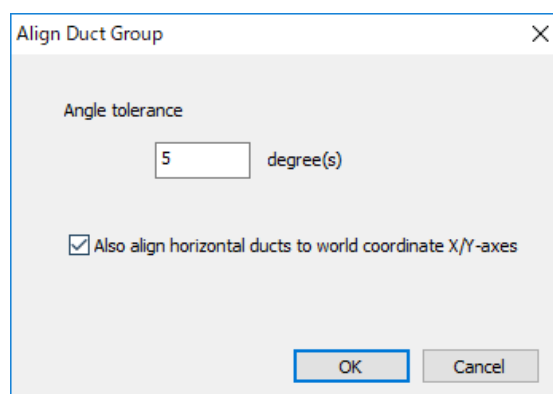 Align Duct Group
Angle tolerance
5 degree(s)
Also align horizontal ducts to world coordinate X/Y-axes
OK Cancel